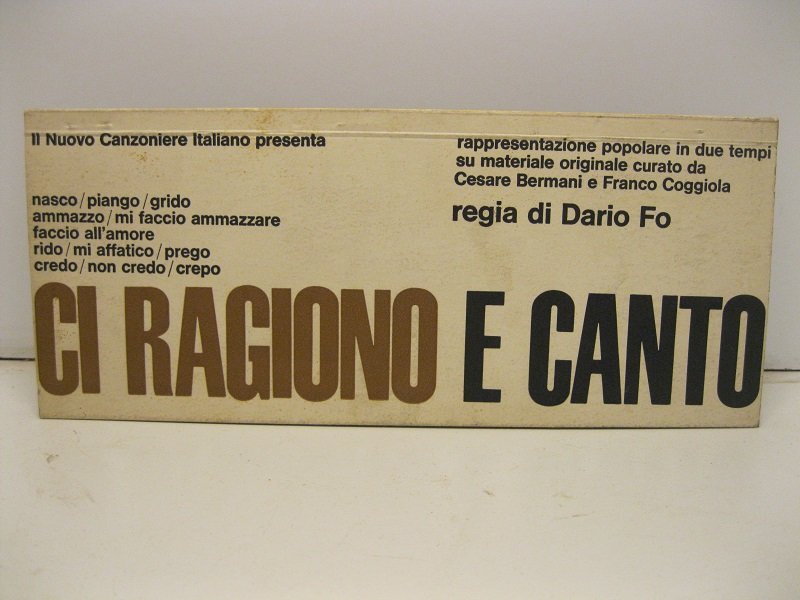 Il Nuovo Canzoniere Italiano presenta
nasco/piango/grido
ammazzo/mi faccio ammazzare
faccio all'amore
rido/mi affatico/prego
credo/non credo/crepo
rappresentazione popolare in due tempi
su materiale originale curato da
Cesare Bermani e Franco Coggiola
regia di Dario Fo
CI RAGIONO E CANTO